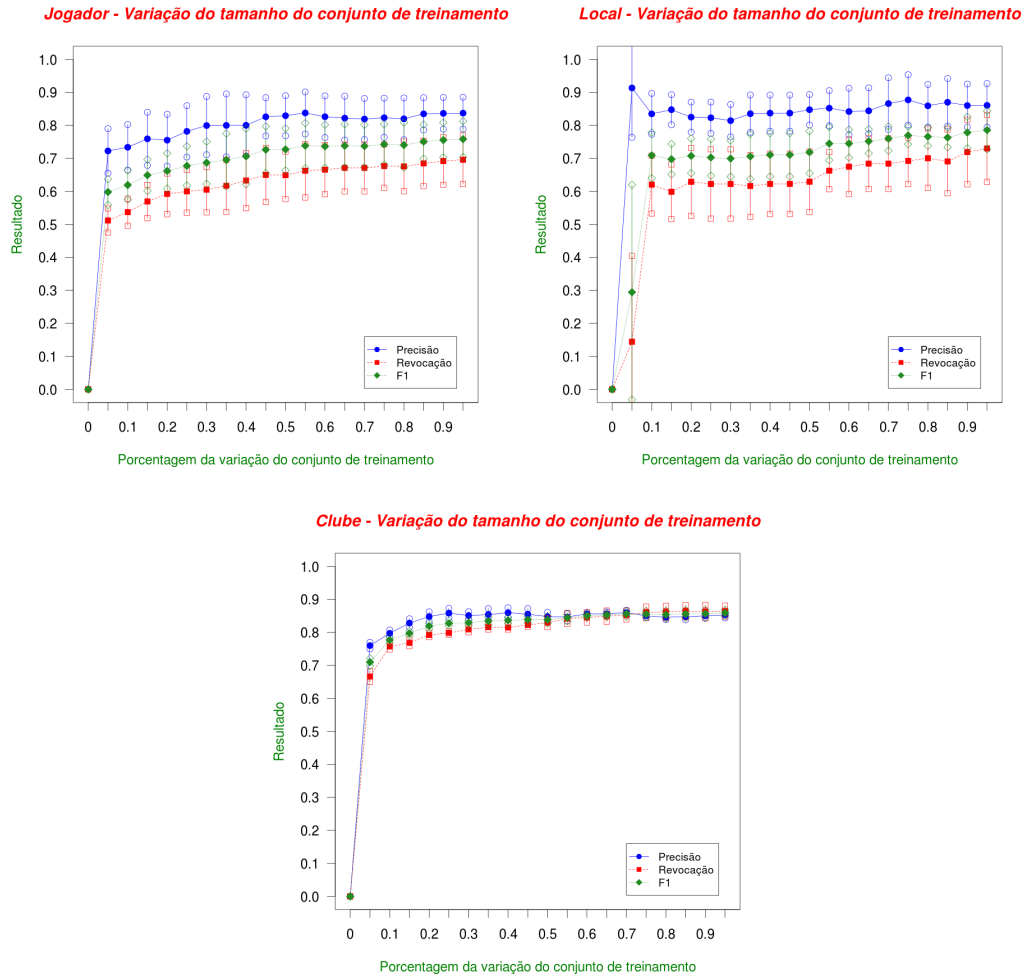 Jogador - Variação do tamanho do conjunto de treinamento
1.0
0.9
0.8
0.7
0.6
0.5
0.4
0.3
0.2
0.1
0.0
Resultado
Precisão
Revocação
F1
0 0.1 0.2 0.3 0.4 0.5 0.6 0.7 0.8 0.9
Porcentagem da variação do conjunto de treinamento
Local - Variação do tamanho do conjunto de treinamento
1.0
0.9
0.8
0.7
0.6
0.5
0.4
0.3
0.2
0.1
0.0
Resultado
Precisão
Revocação
F1
0 0.1 0.2 0.3 0.4 0.5 0.6 0.7 0.8 0.9
Porcentagem da variação do conjunto de treinamento
Clube - Variação do tamanho do conjunto de treinamento
1.0
0.9
0.8
0.7
0.6
0.5
0.4
0.3
0.2
0.1
0.0
Resultado
Precisão
Revocação
F1
0 0.1 0.2 0.3 0.4 0.5 0.6 0.7 0.8 0.9
Porcentagem da variação do conjunto de treinamento